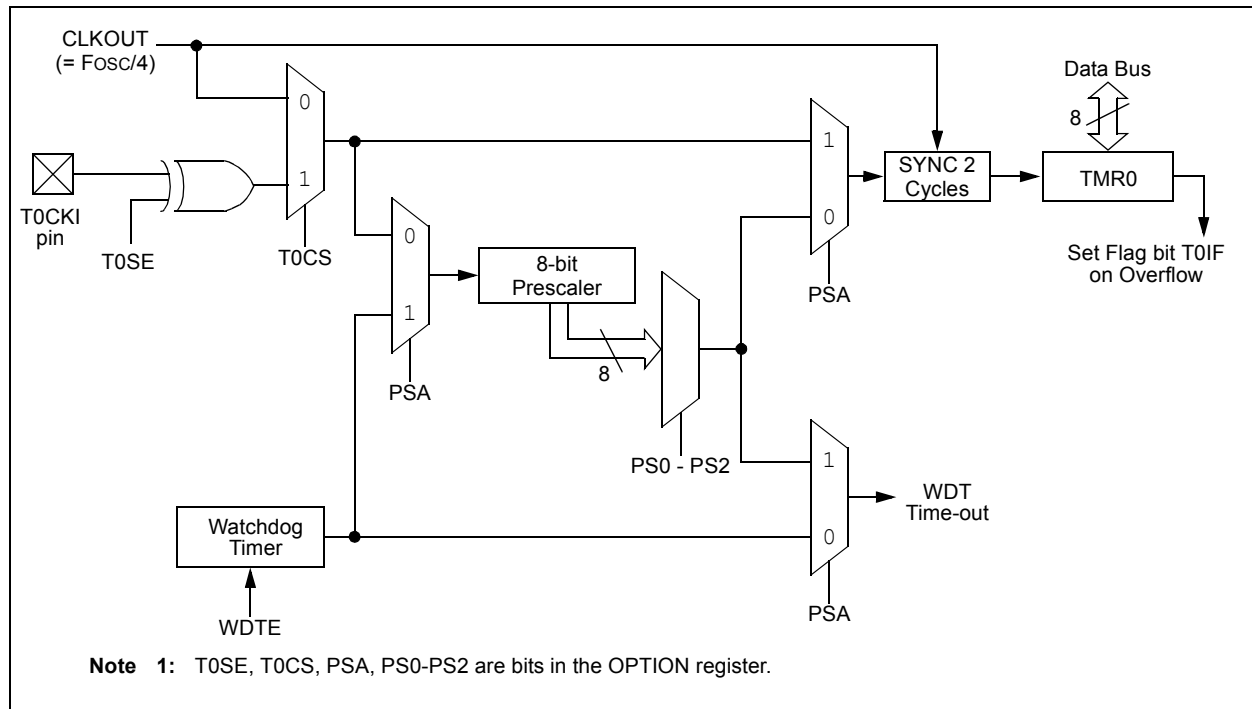 CLKOUT
(= FOSC/4)
Data Bus
8
0
1
T0CKI
pin
T0SE
T0CS
1
0
PSA
SYNC 2
Cycles
TMR0
Set Flag bit T0IF
on Overflow
0
1
PSA
8-bit
Prescaler
8
PS0 - PS2
1
0
PSA
WDT
Time-out
Watchdog
Timer
WDTE
Note 1: T0SE, T0CS, PSA, PS0-PS2 are bits in the OPTION register.